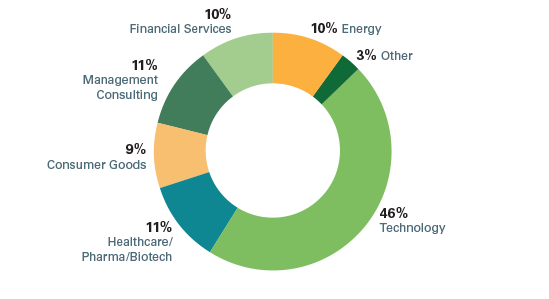 10%
Financial Services
10% Energy
3% Other
11%
Management
Consulting
9%
Consumer Goods
46%
Technology
11%
Healthcare/
Pharma/Biotech